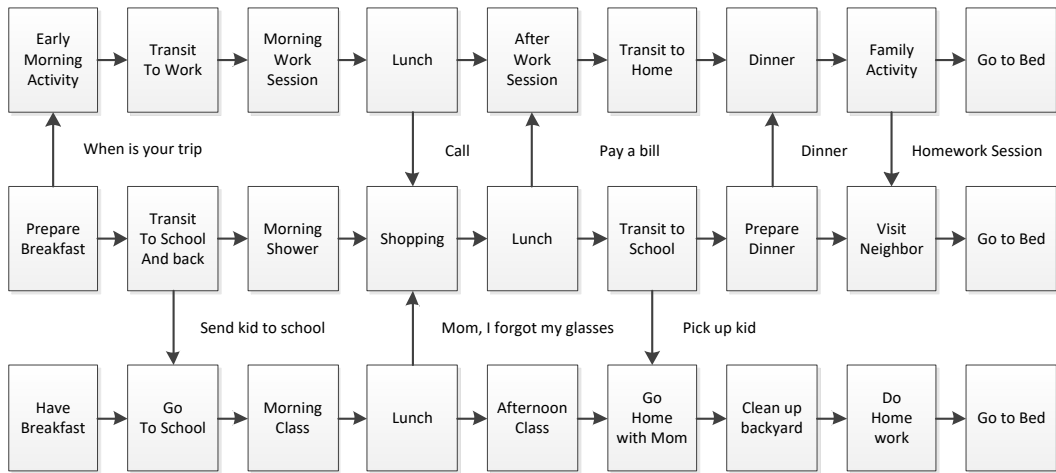 Early
Morning
Activity
Transit
To Work
Morning
Work
Session
Lunch
After
Work
Session
Transit to
Home
Dinner
Family
Activity
Go to Bed
When is your trip
Call
Pay a bill
Dinner
Homework Session
Prepare
Breakfast
Transit
To School
And back
Morning
Shower
Shopping
Lunch
Transit to
School
Prepare
Dinner
Visit
Neighbor
Go to Bed
Send kid to school
Mom, I forgot my glasses
Pick up kid
Have
Breakfast
Go
To School
Morning
Class
Lunch
Afternoon
Class
Go
Home
with Mom
Clean up
backyard
Do
Home
work
Go to Bed